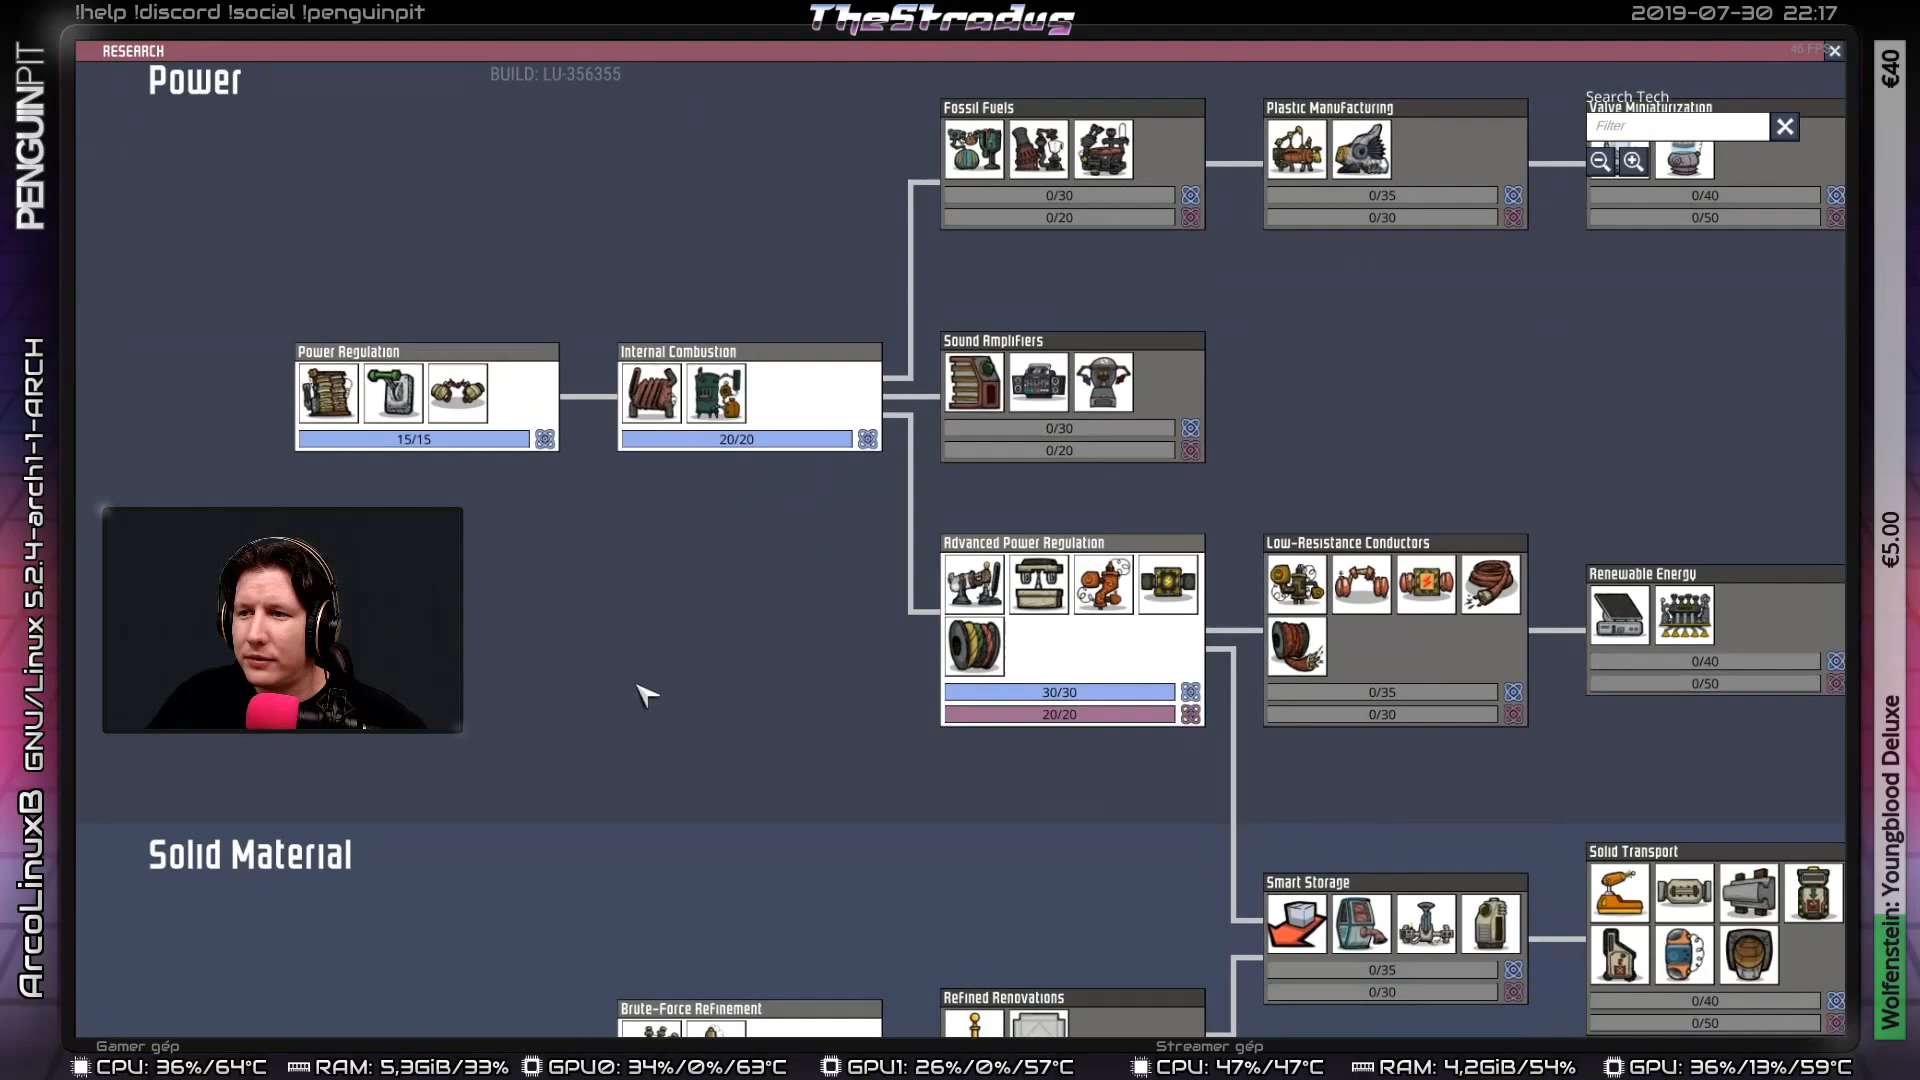 !help !discord !social !penguinpit
TheStradus
2019-07-30 22:17
RESEARCH
46 FPS
Power
BUILD: LU-356355
Search Tech
Filter
Fossil Fuels
0/30
0/20
Plastic Manufacturing
0/35
0/30
Valve Miniaturization
0/40
0/50
Power Regulation
15/15
Internal Combustion
20/20
Sound Amplifiers
0/30
0/20
Advanced Power Regulation
30/30
20/20
Low-Resistance Conductors
0/35
0/30
Renewable Energy
0/40
0/50
Solid Material
Smart Storage
0/35
0/30
Solid Transport
0/40
0/50
Brute-Force Refinement
Refined Renovations
PENGUINPIT
ArcoLinuxB GNU/Linux 5.2.4-arch1-1-ARCH
€40
€5.00
Wolfenstein: Youngblood Deluxe
Gamer gép
CPU: 36%/64°C RAM: 5,3GiB/33% GPU0: 34%/0%/63°C GPU1: 26%/0%/57°C
Streamer gép
CPU: 47%/47°C RAM: 4,2GiB/54% GPU: 36%/13%/59°C